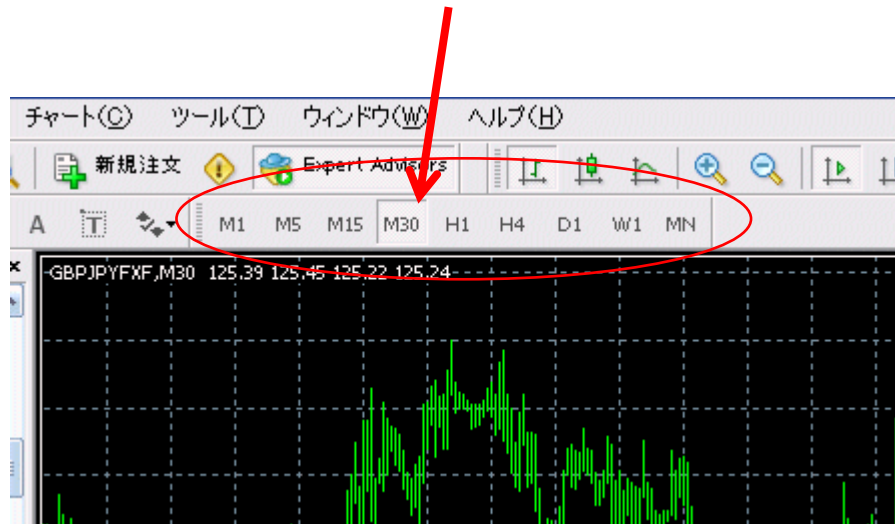 チャート(C) ツール(T) ウィンドウ(W) ヘルプ(H)
新規注文 Expert Advisors
A T M1 M5 M15 M30 H1 H4 D1 W1 MN
GBPJPYFXF,M30 125.39 125.45 125.22 125.24